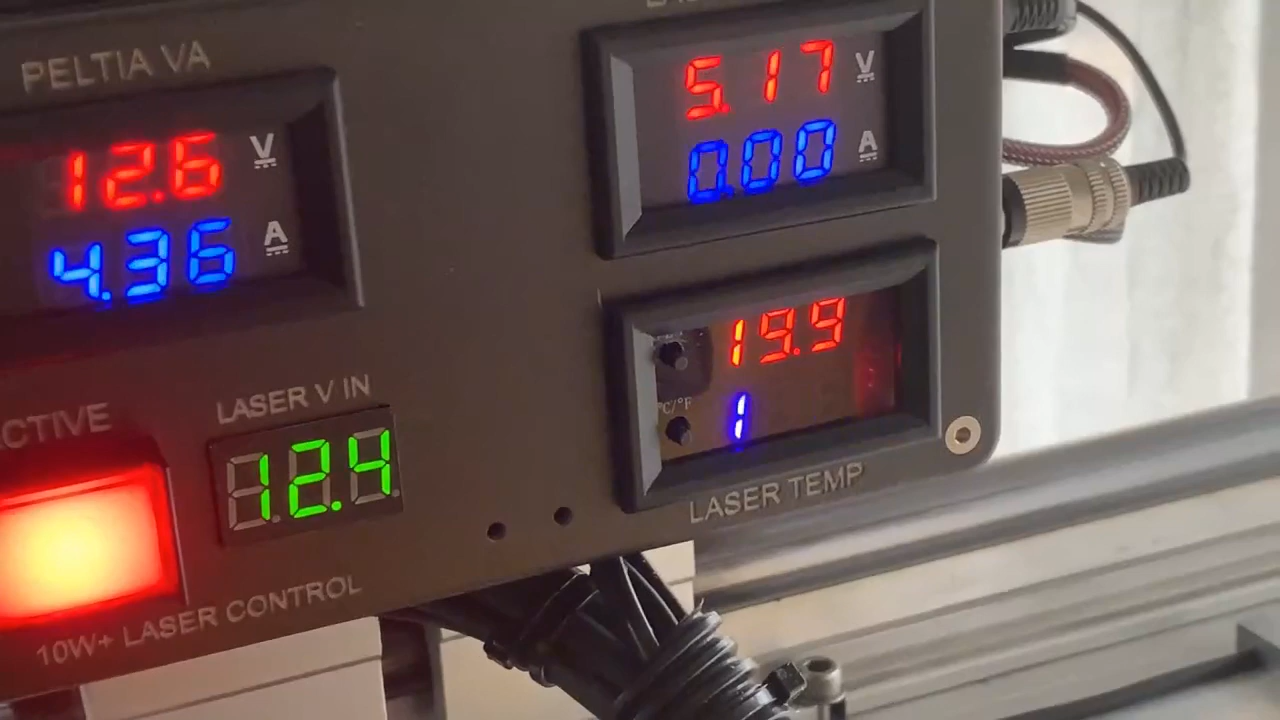 PELTIA VA
12.6 V
4.36 A
5.17 V
0.00 A
19.9
°C/°F
1
LASER TEMP
LASER V IN
12.4
10W+ LASER CONTROL